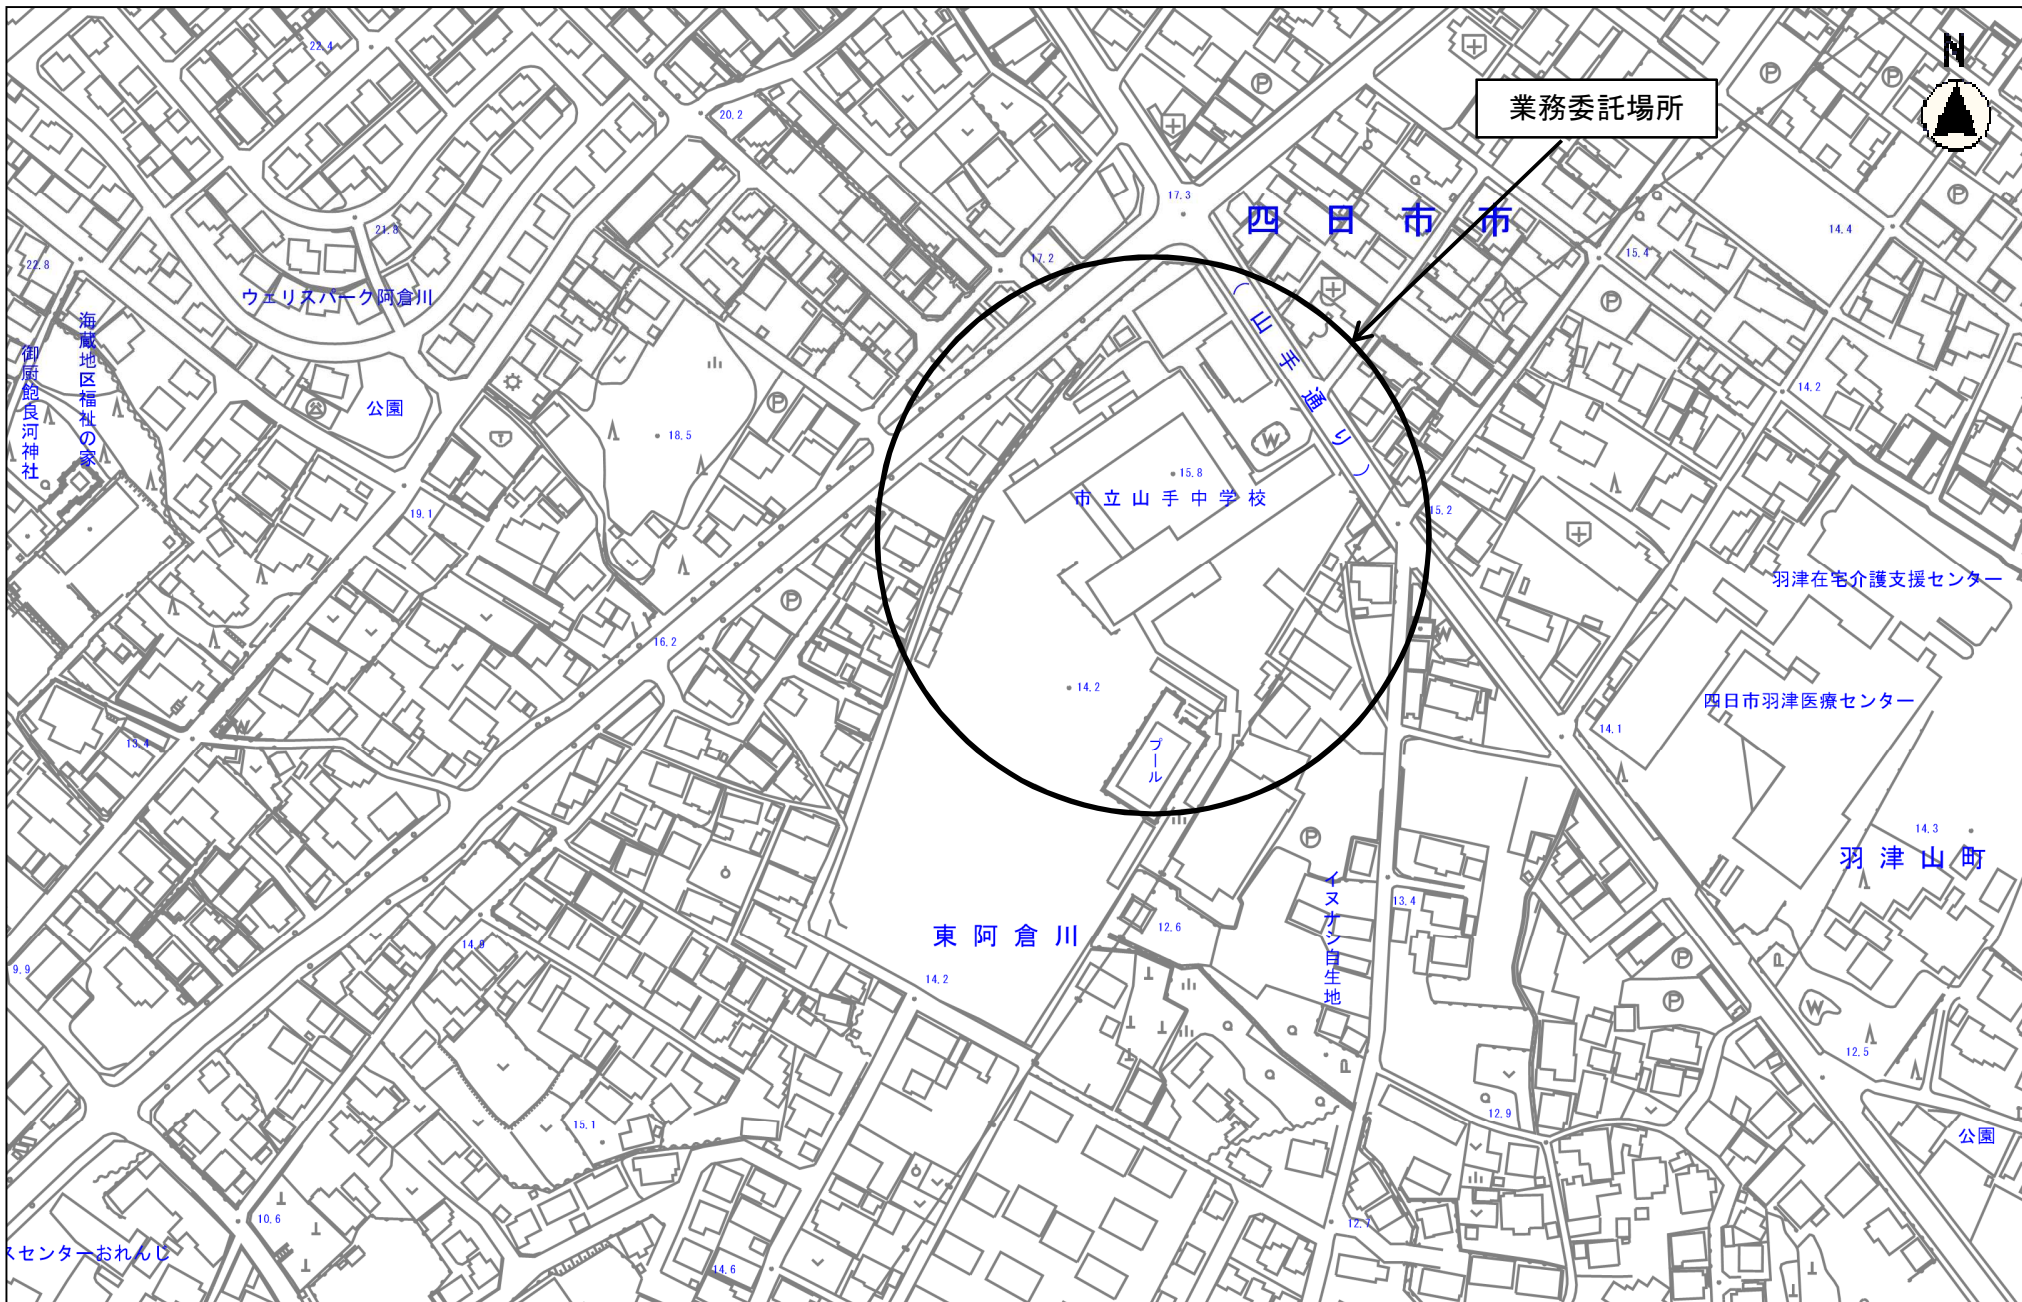 22.4
N
20.2
業務委託場所
17.3
四日市市
14.4
21.8
17.2
15.4
22.8
ウェリスパーク阿倉川
海蔵地区福祉の家
御厨飽良河神社
(山手通り)
公園
14.2
18.5
15.8
市立山手中学校
19.1
15.2
羽津在宅介護支援センター
16.2
14.2
四日市羽津医療センター
13.4
プール
14.1
14.3
羽津山町
イヌナシ自生地
13.4
12.6
東阿倉川
14.9
9.9
14.2
12.5
12.9
15.1
公園
10.6
12.7
スセンターおれんじ
14.6